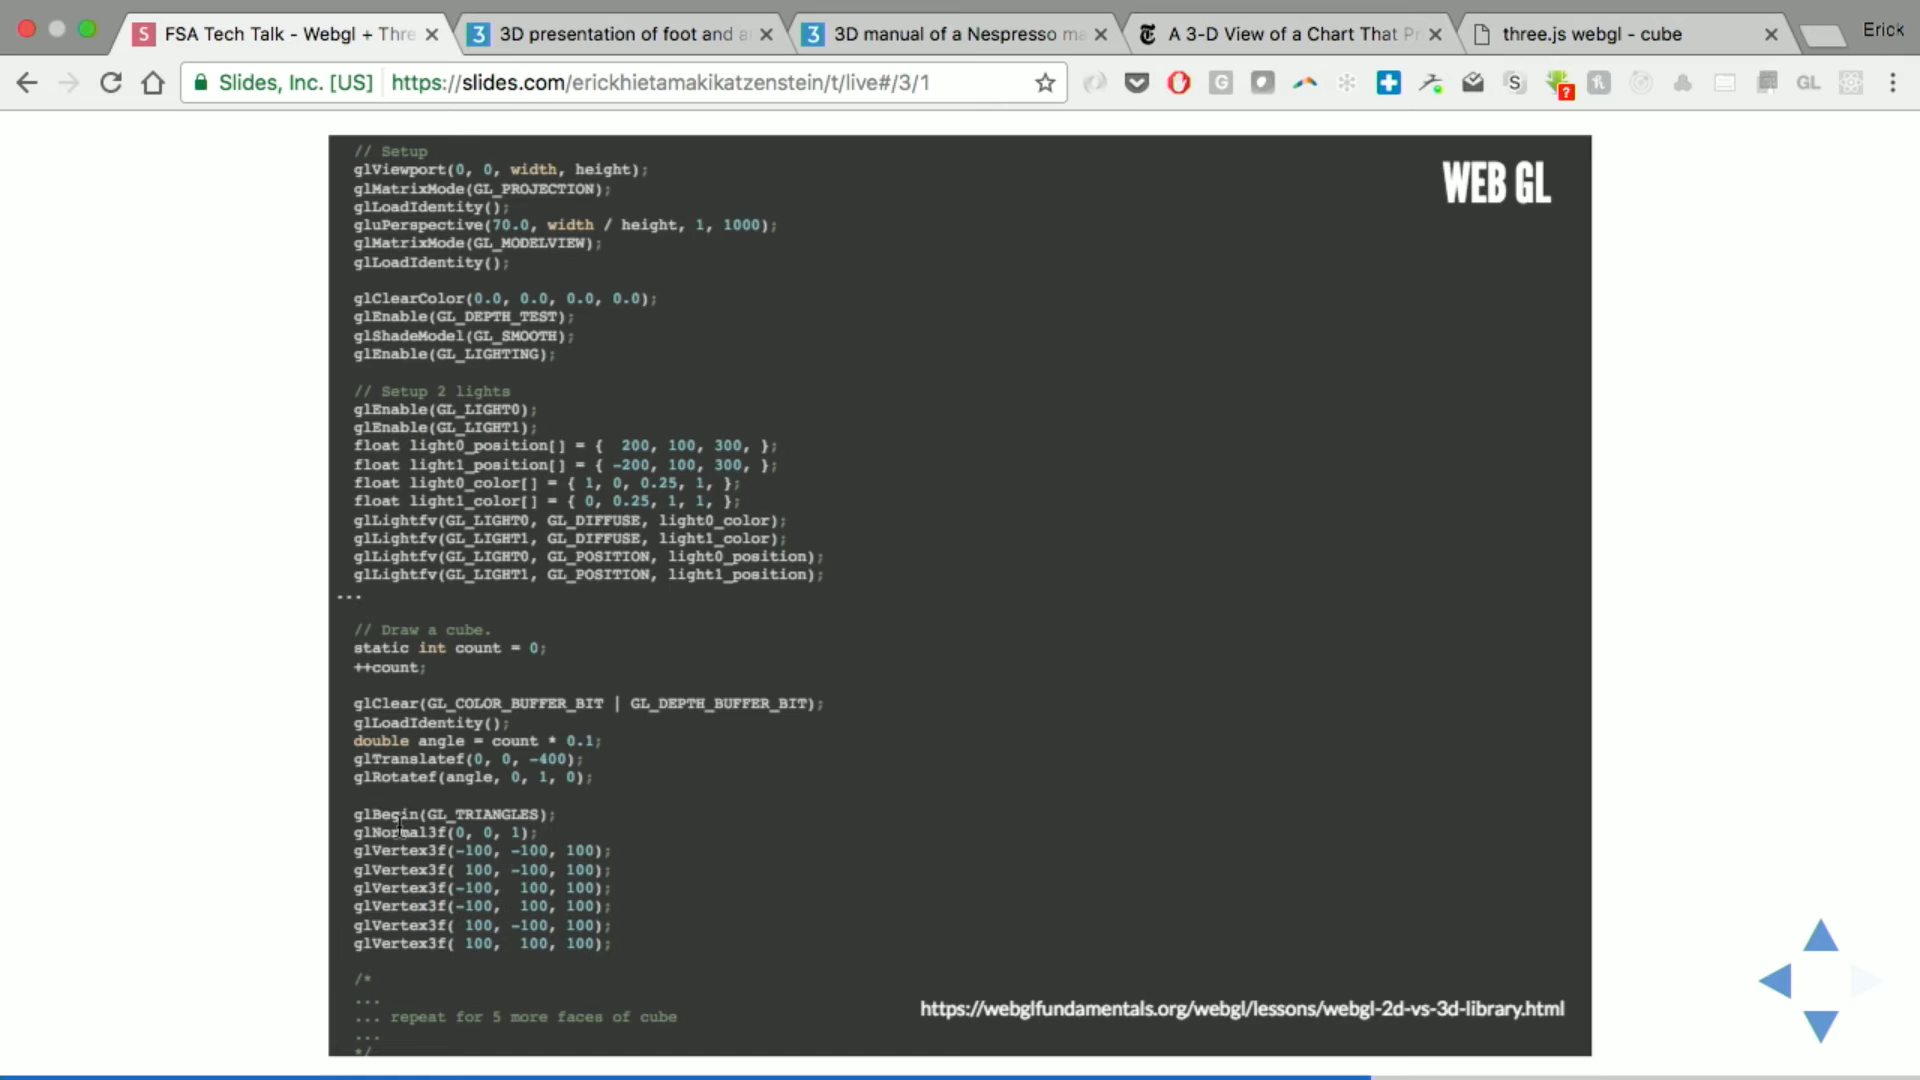 FSA Tech Talk - Webgl + Thre
3D presentation of foot and a
3D manual of a Nespresso ma
A 3-D View of a Chart That Pr
three.js webgl - cube
Erick
Slides, Inc. [US]
https://slides.com/erickhietamakikatzenstein/t/live#/3/1
GL
WEB GL
// Setup
glViewport(0, 0, width, height);
glMatrixMode(GL_PROJECTION);
glLoadIdentity();
gluPerspective(70.0, width / height, 1, 1000);
glMatrixMode(GL_MODELVIEW);
glLoadIdentity();
glClearColor(0.0, 0.0, 0.0, 0.0);
glEnable(GL_DEPTH_TEST);
glShadeModel(GL_SMOOTH);
glEnable(GL_LIGHTING);
// Setup 2 lights
glEnable(GL_LIGHT0);
glEnable(GL_LIGHT1);
float light0_position[] = {  200, 100, 300, };
float light1_position[] = { -200, 100, 300, };
float light0_color[] = { 1, 0, 0.25, 1, };
float light1_color[] = { 0, 0.25, 1, 1, };
glLightfv(GL_LIGHT0, GL_DIFFUSE, light0_color);
glLightfv(GL_LIGHT1, GL_DIFFUSE, light1_color);
glLightfv(GL_LIGHT0, GL_POSITION, light0_position);
glLightfv(GL_LIGHT1, GL_POSITION, light1_position);
...
// Draw a cube.
static int count = 0;
++count;
glClear(GL_COLOR_BUFFER_BIT | GL_DEPTH_BUFFER_BIT);
glLoadIdentity();
double angle = count * 0.1;
glTranslatef(0, 0, -400);
glRotatef(angle, 0, 1, 0);
glBegin(GL_TRIANGLES);
glNormal3f(0, 0, 1);
glVertex3f(-100, -100, 100);
glVertex3f( 100, -100, 100);
glVertex3f(-100,  100, 100);
glVertex3f(-100,  100, 100);
glVertex3f( 100, -100, 100);
glVertex3f( 100,  100, 100);
/*
...
... repeat for 5 more faces of cube
...
*/
https://webglfundamentals.org/webgl/lessons/webgl-2d-vs-3d-library.html